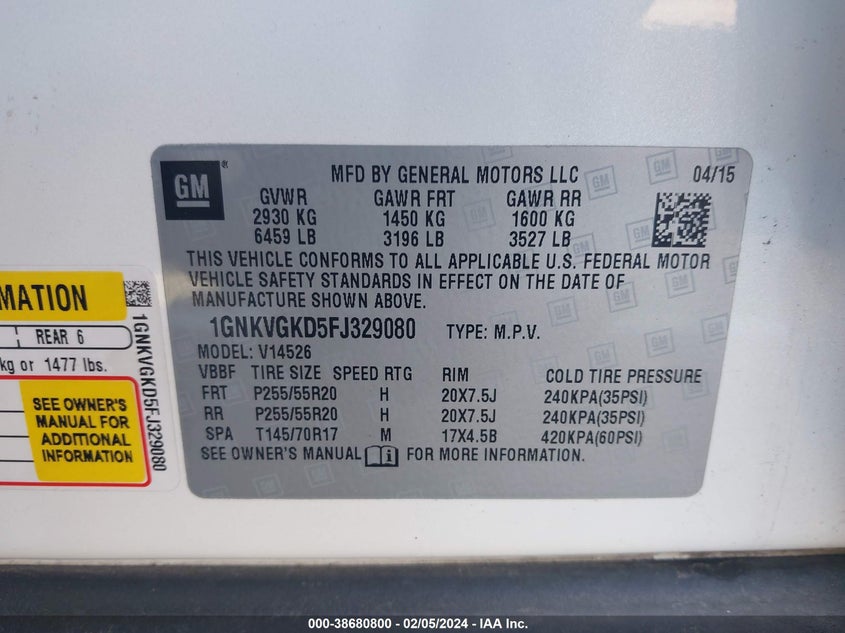 GM
®
MFD BY GENERAL MOTORS LLC 04/15
GVWR GAWR FRT GAWR RR
2930 KG 1450 KG 1600 KG
6459 LB 3196 LB 3527 LB
THIS VEHICLE CONFORMS TO ALL APPLICABLE U.S. FEDERAL MOTOR
VEHICLE SAFETY STANDARDS IN EFFECT ON THE DATE OF
MANUFACTURE SHOWN ABOVE.
1GNKVGKD5FJ329080 TYPE: M.P.V.
MODEL: V14526
VBBF TIRE SIZE SPEED RTG RIM COLD TIRE PRESSURE
FRT P255/55R20 H 20X7.5J 240KPA(35PSI)
RR P255/55R20 H 20X7.5J 240KPA(35PSI)
SPA T145/70R17 M 17X4.5B 420KPA(60PSI)
SEE OWNER'S MANUAL i FOR MORE INFORMATION.
MATION
REAR 6
kg or 1477 lbs.
SEE OWNER'S
MANUAL FOR
ADDITIONAL
INFORMATION
1GNKVGKD5FJ329080
000-38680800 - 02/05/2024 - IAA Inc.